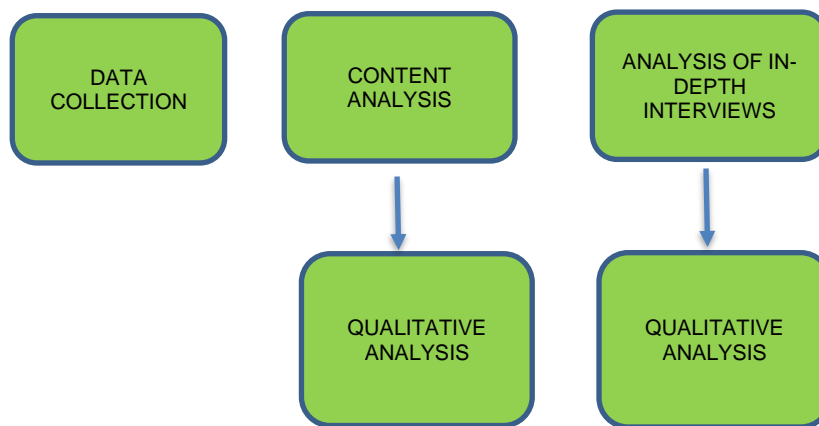 DATA
COLLECTION
CONTENT
ANALYSIS
ANALYSIS OF IN-
DEPTH
INTERVIEWS
QUALITATIVE
ANALYSIS
QUALITATIVE
ANALYSIS